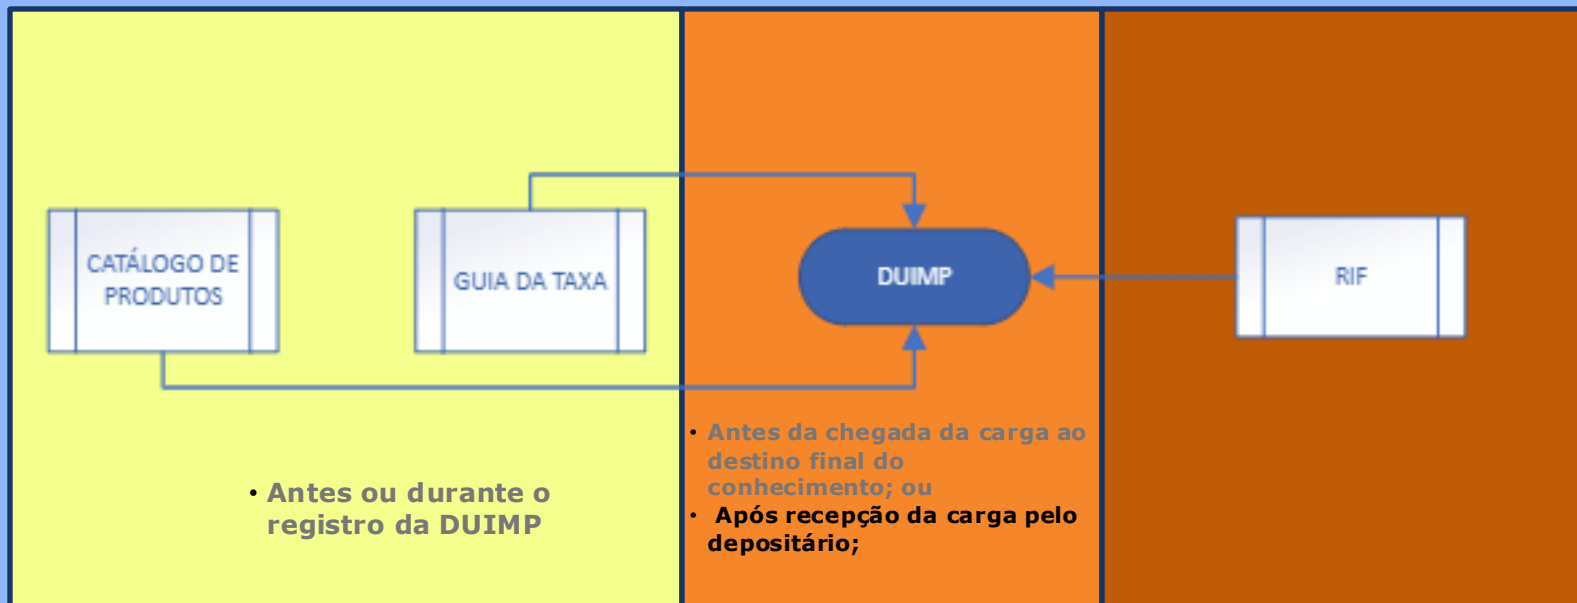 CATÁLOGO DE
PRODUTOS
GUIA DA TAXA
DUIMP
RIF
• Antes ou durante o
registro da DUIMP
• Antes da chegada da carga ao
destino final do
conhecimento; ou
• Após recepção da carga pelo
depositário;